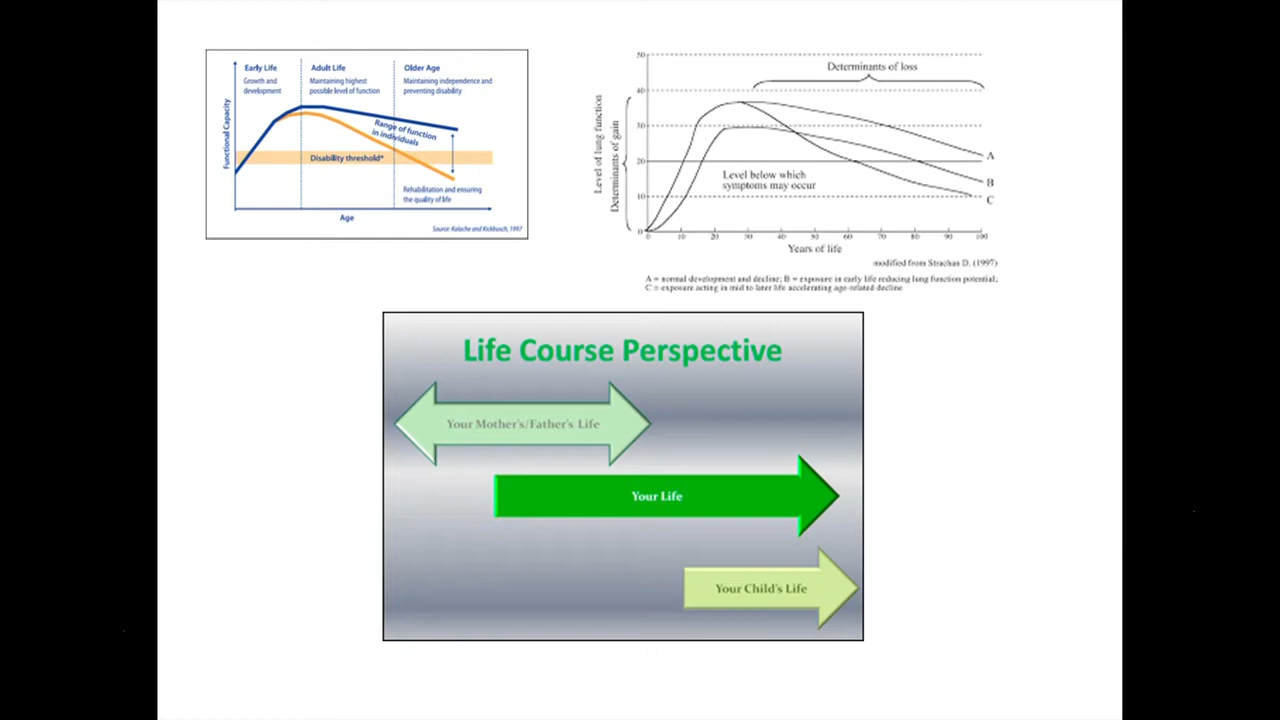 Early Life
Growth and
development
Adult Life
Maintaining highest
possible level of function
Older Age
Maintaining independence and
preventing disability
Functional Capacity
Range of function
in individuals
Disability threshold*
Rehabilitation and ensuring
the quality of life
Age
Source: Kalache and Kickbusch, 1997
Level of lung function
Determinants of gain
50
40
30
20
10
0
Determinants of loss
Level below which
symptoms may occur
A
B
C
0 10 20 30 40 50 60 70 80 90 100
Years of life
modified from Strachan D. (1997)
A = normal development and decline; B = exposure in early life reducing lung function potential;
C = exposure acting in mid to later life accelerating age-related decline
Life Course Perspective
Your Mother's/Father's Life
Your Life
Your Child's Life